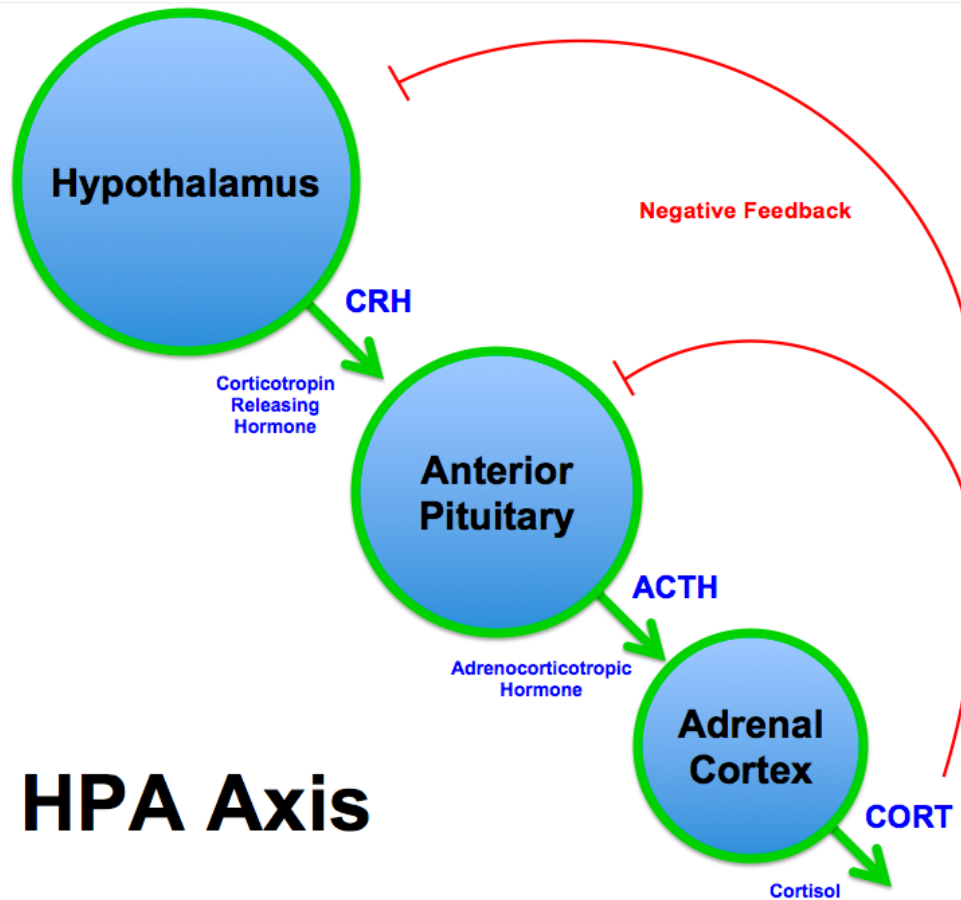 Hypothalamus
Negative Feedback
CRH
Corticotropin
Releasing
Hormone
Anterior
Pituitary
ACTH
Adrenocorticotropic
Hormone
Adrenal
Cortex
HPA Axis
CORT
Cortisol